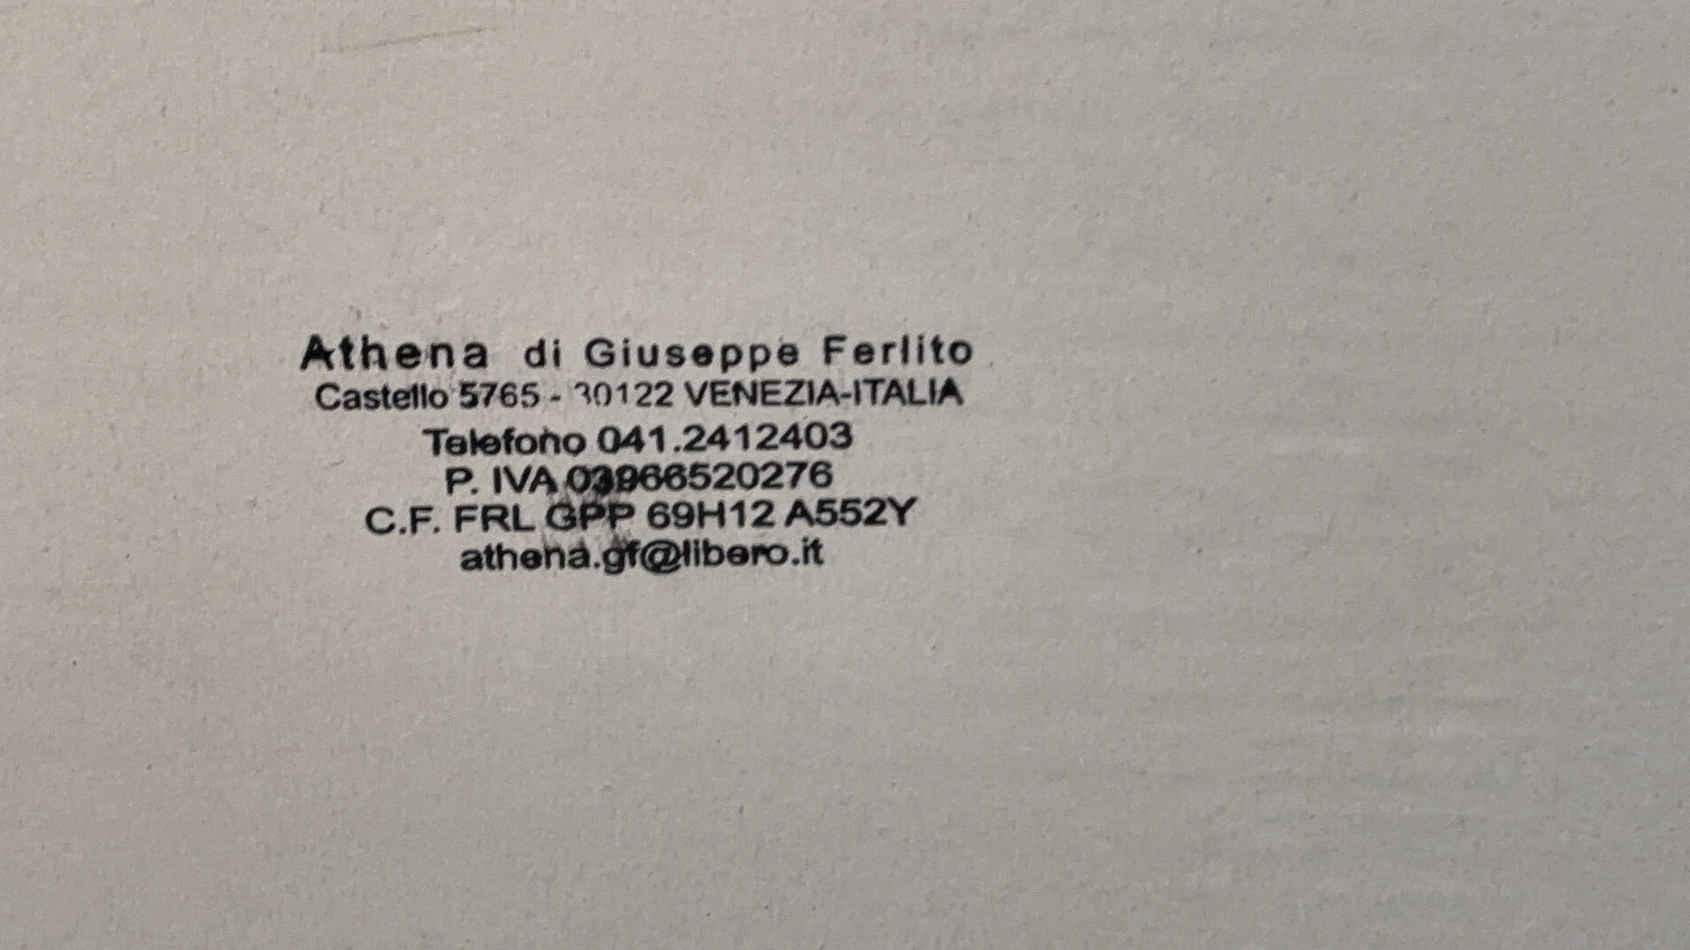 Athena di Giuseppe Ferlito
Castello 5765 - 30122 VENEZIA-ITALIA
Telefono 041.2412403
P. IVA 03966520276
C.F. FRL GPP 69H12 A552Y
athena.gf@libero.it